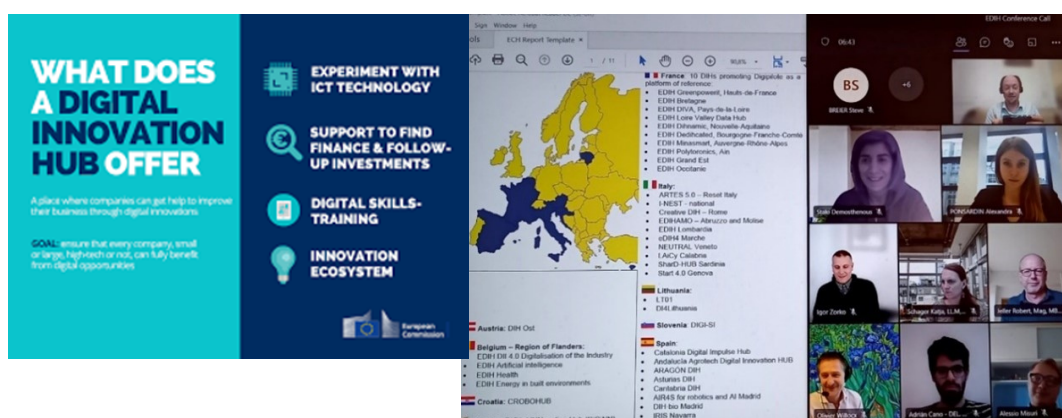 WHAT DOES
A DIGITAL
INNOVATION
HUB OFFER
A place where companies can get help to improve
their business through digital innovations
GOAL: ensure that every company, small
or large, high-tech or not, can fully benefit
from digital opportunities
EXPERIMENT WITH
ICT TECHNOLOGY
SUPPORT TO FIND
FINANCE & FOLLOW-
UP INVESTMENTS
DIGITAL SKILLS-
TRAINING
INNOVATION
ECOSYSTEM
European
Commission
Sign Window Help
ECH Report Template
1 / 11
France: 10 DIHs promoting Digipilote as a
platform of reference:
EDIH Greenpowerit, Hauts-de-France
EDIH Bretagne
EDIH DIVA, Pays-de-la-Loire
EDIH Loire Valley Data Hub
EDIH Dihnamic, Nouvelle-Aquitaine
EDIH Dedihcated, Bourgogne-Franche-Comté
EDIH Minasmart, Auvergne-Rhône-Alpes
EDIH Polytronics, Ain
EDIH Grand Est
EDIH Occitanie
Italy:
ARTES 5.0 – Reset Italy
I-NEST - national
Creative DIH – Rome
EDIHAMO – Abruzzo and Molise
EDIH Lombardia
eDIH4 Marche
NEUTRAL Veneto
LAiCy Calabria
SharD-HUB Sardinia
Start 4.0 Genova
Lithuania:
LT01
DI4Lithuania
Slovenia: DIGI-SI
Spain:
Catalonia Digital Impulse Hub
Andalucía Agrotech Digital Innovation HUB
ARAGÓN DIH
Asturias DIH
Cantabria DIH
AIR4S for robotics and AI Madrid
DIH bio Madrid
IRIS Navarra
Austria: DIH Ost
Belgium – Region of Flanders:
EDIH DII 4.0 Digitalisation of the Industry
EDIH Artificial Intelligence
EDIH Health
EDIH Energy in built environments
Croatia: CROBOHUB
EDIH Conference Call
06:43
BS
+6
BREIER Steve
Staki Demosthenous
PONSARDIN Alexandra
Igor Zorko
Schager Katja, LL.M,...
Jeller Robert, Mag, MB...
Olivier Willocx
Adrián Cano - DBL...
Alessio Misuri